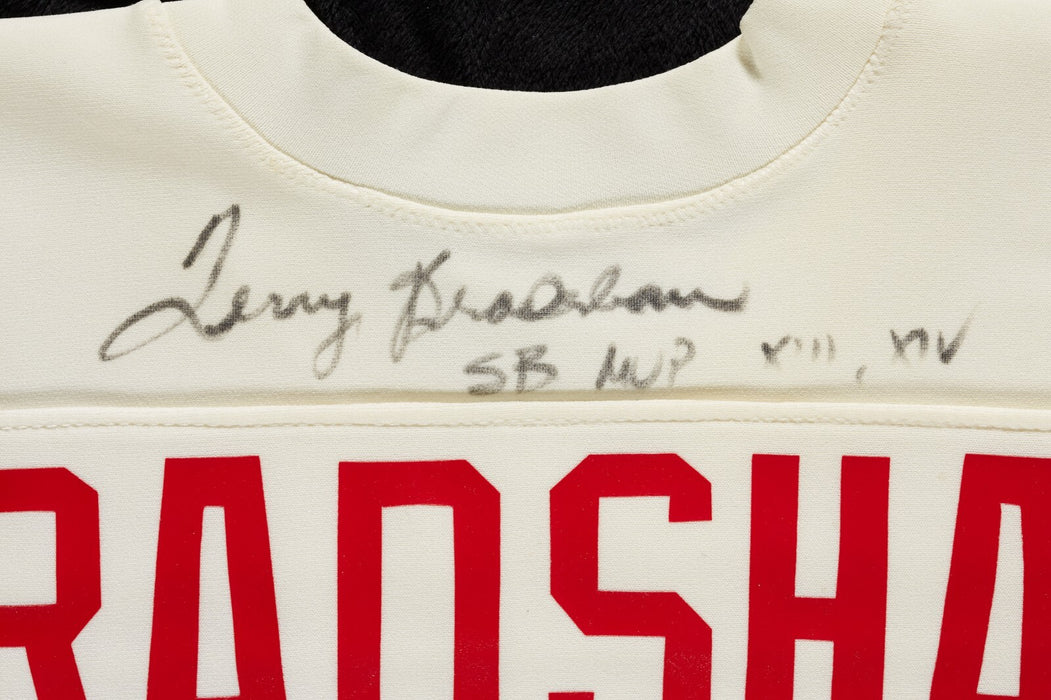 Terry Bradshaw
SB MVP XIII, XIV
RADSHA